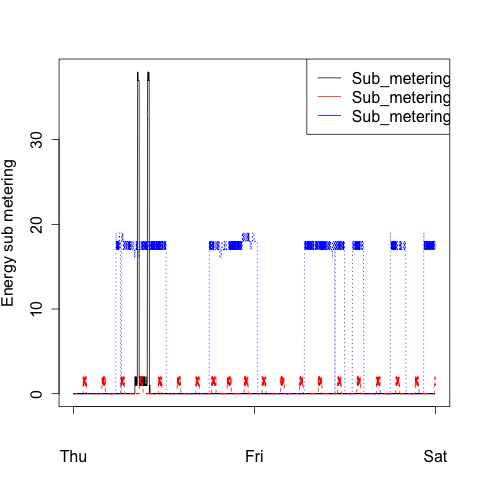 Energy sub metering
0
10
20
30
Sub_metering
Sub_metering
Sub_metering
Thu
Fri
Sat